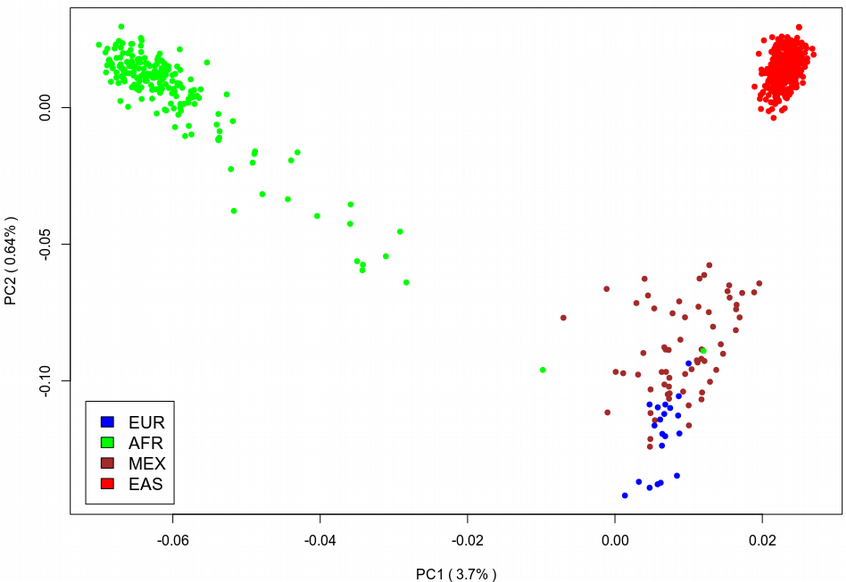 0.00
-0.05
-0.10
PC2 ( 0.64% )
EUR
AFR
MEX
EAS
-0.06
-0.04
-0.02
0.00
0.02
PC1 ( 3.7% )